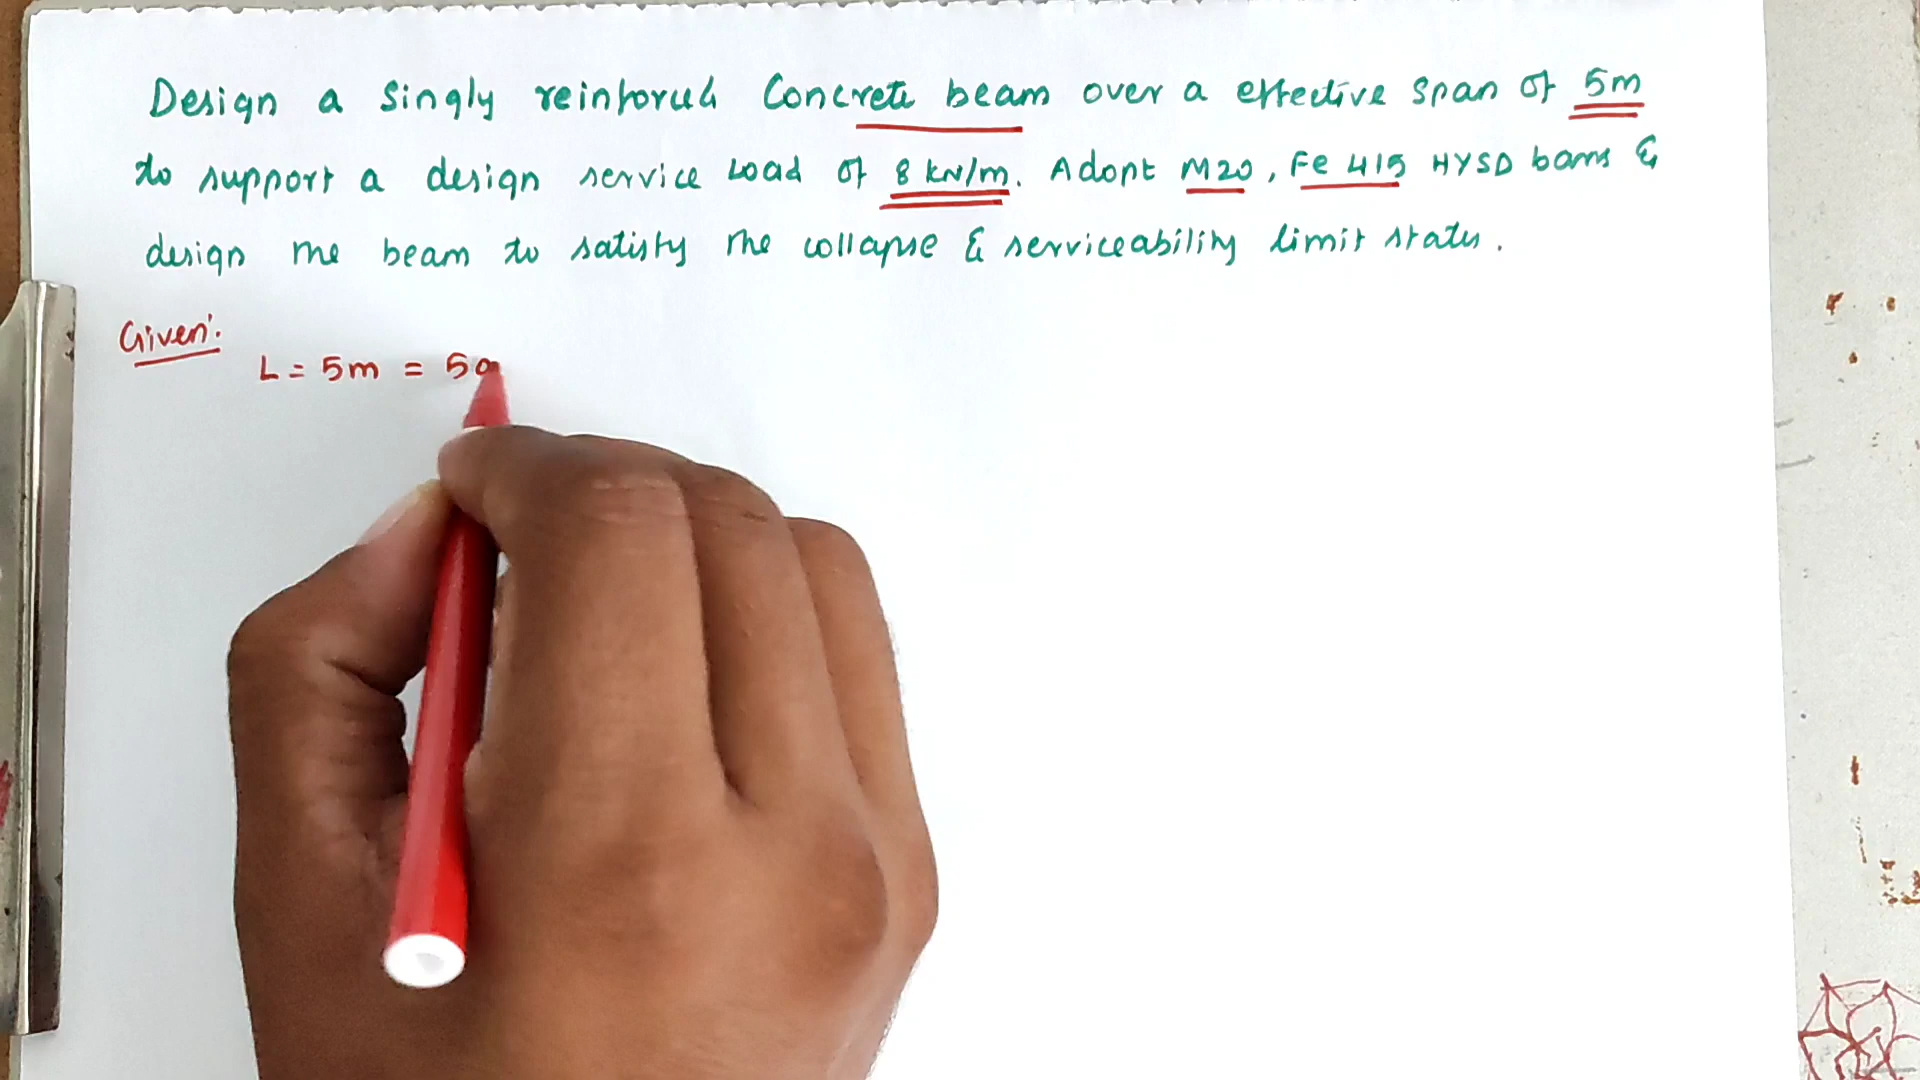 Design a singly reinforced Concrete beam over a effective span of 5m
to support a design service load of 8 kN/m. Adopt M20, Fe 415 HYSD bars &
design the beam to satisfy the collapse & serviceability limit states.
Given:
L = 5m = 50